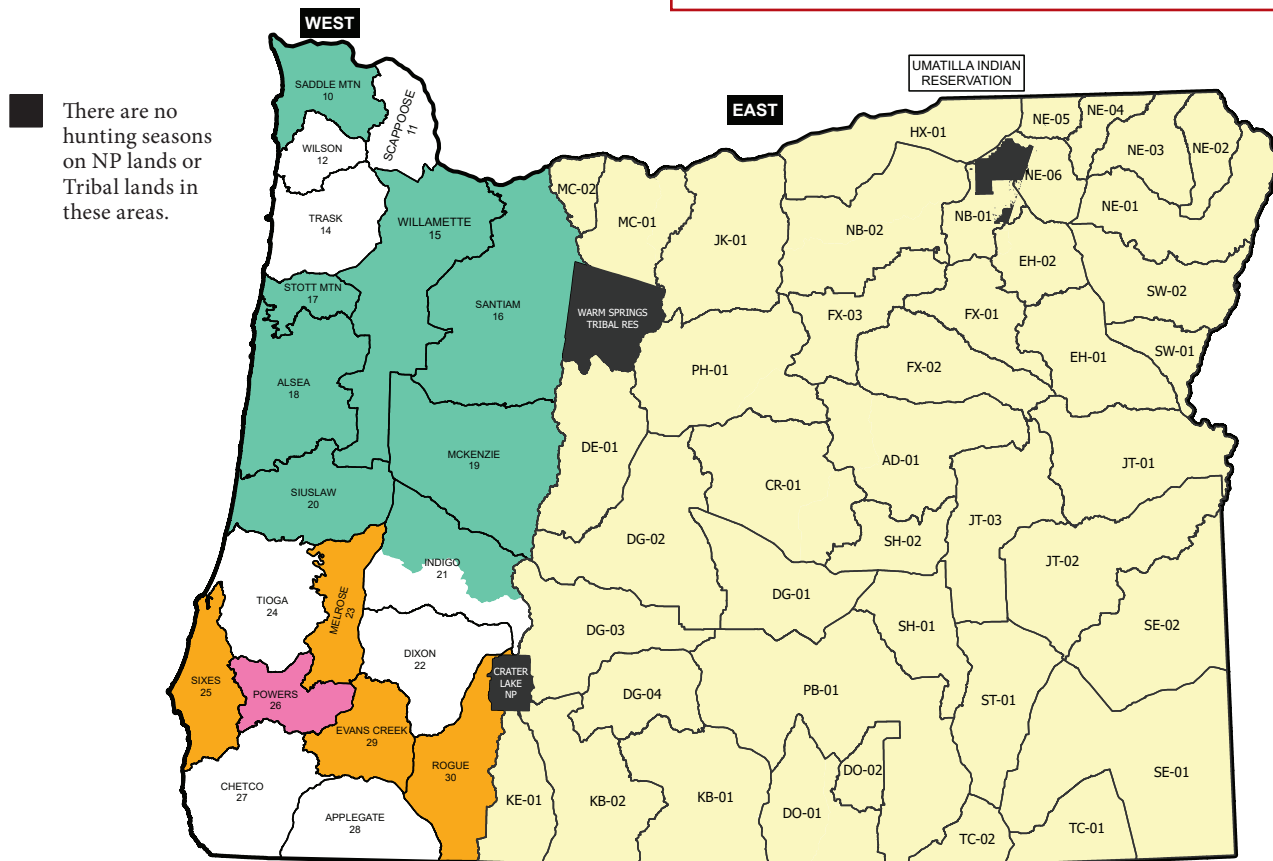 WEST
There are no
hunting seasons
on NP lands or
Tribal lands in
these areas.
UMATILLA INDIAN
RESERVATION
EAST
SADDLE MTN
10
SCAPPOOSE
11
WILSON
12
TRASK
14
WILLAMETTE
15
STOTT MTN
17
SANTIAM
16
ALSEA
18
MCKENZIE
19
SIUSLAW
20
INDIGO
21
TIOGA
24
MELROSE
23
DIXON
22
SIXES
25
POWERS
26
EVANS CREEK
29
ROGUE
30
CHETCO
27
APPLEGATE
28
WARM SPRINGS
TRIBAL RES
CRATER
LAKE
NP
HX-01
NE-05
NE-04
NE-03
NE-02
NE-06
NE-01
MC-02
MC-01
JK-01
NB-02
NB-01
EH-02
SW-02
FX-03
FX-01
SW-01
EH-01
PH-01
FX-02
DE-01
AD-01
JT-01
CR-01
JT-03
DG-02
SH-02
JT-02
DG-01
DG-03
SH-01
SE-02
DG-04
PB-01
ST-01
DO-02
SE-01
KE-01
KB-02
KB-01
DO-01
TC-02
TC-01